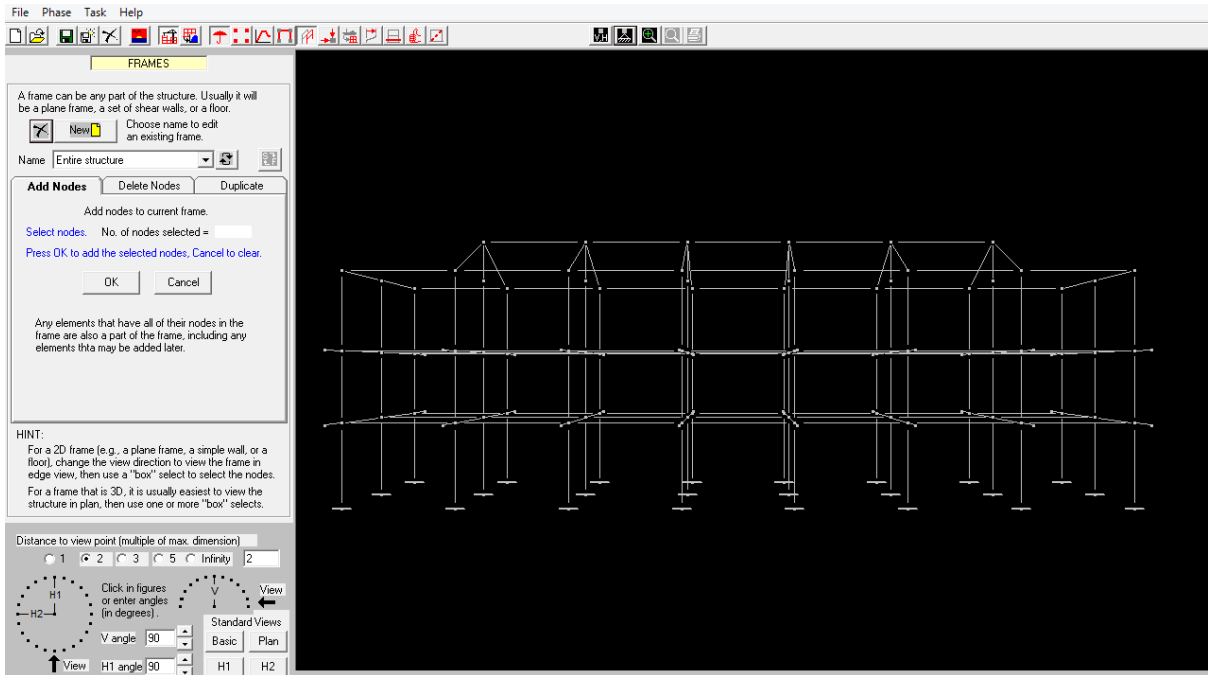 File Phase Task Help
VH
FRAMES
A frame can be any part of the structure. Usually it will
be a plane frame, a set of shear walls, or a floor.
New
Choose name to edit
an existing frame.
Name Entire structure
Add Nodes Delete Nodes Duplicate
Add nodes to current frame.
Select nodes. No. of nodes selected =
Press OK to add the selected nodes, Cancel to clear.
OK Cancel
Any elements that have all of their nodes in the
frame are also a part of the frame, including any
elements thta may be added later.
HINT:
For a 2D frame (e.g., a plane frame, a simple wall, or a
floor), change the view direction to view the frame in
edge view, then use a "box" select to select the nodes.
For a frame that is 3D, it is usually easiest to view the
structure in plan, then use one or more "box" selects.
Distance to view point (multiple of max. dimension)
1 2 3 5 Infinity 2
H1
H2
Click in figures
or enter angles
(in degrees) .
V
View
Standard Views
V angle 90 Basic Plan
View H1 angle 90 H1 H2